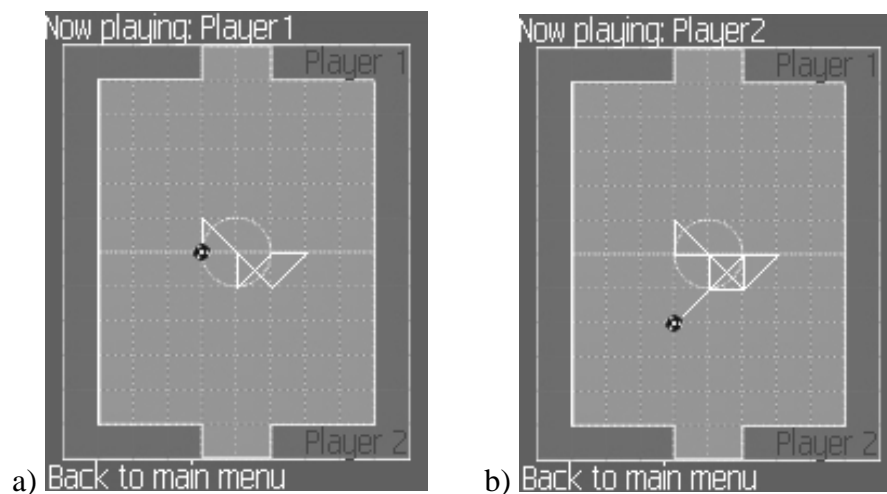 Now playing: Player1
Player 1
Player 2
a) Back to main menu
Now playing: Player2
Player 1
Player 2
b) Back to main menu